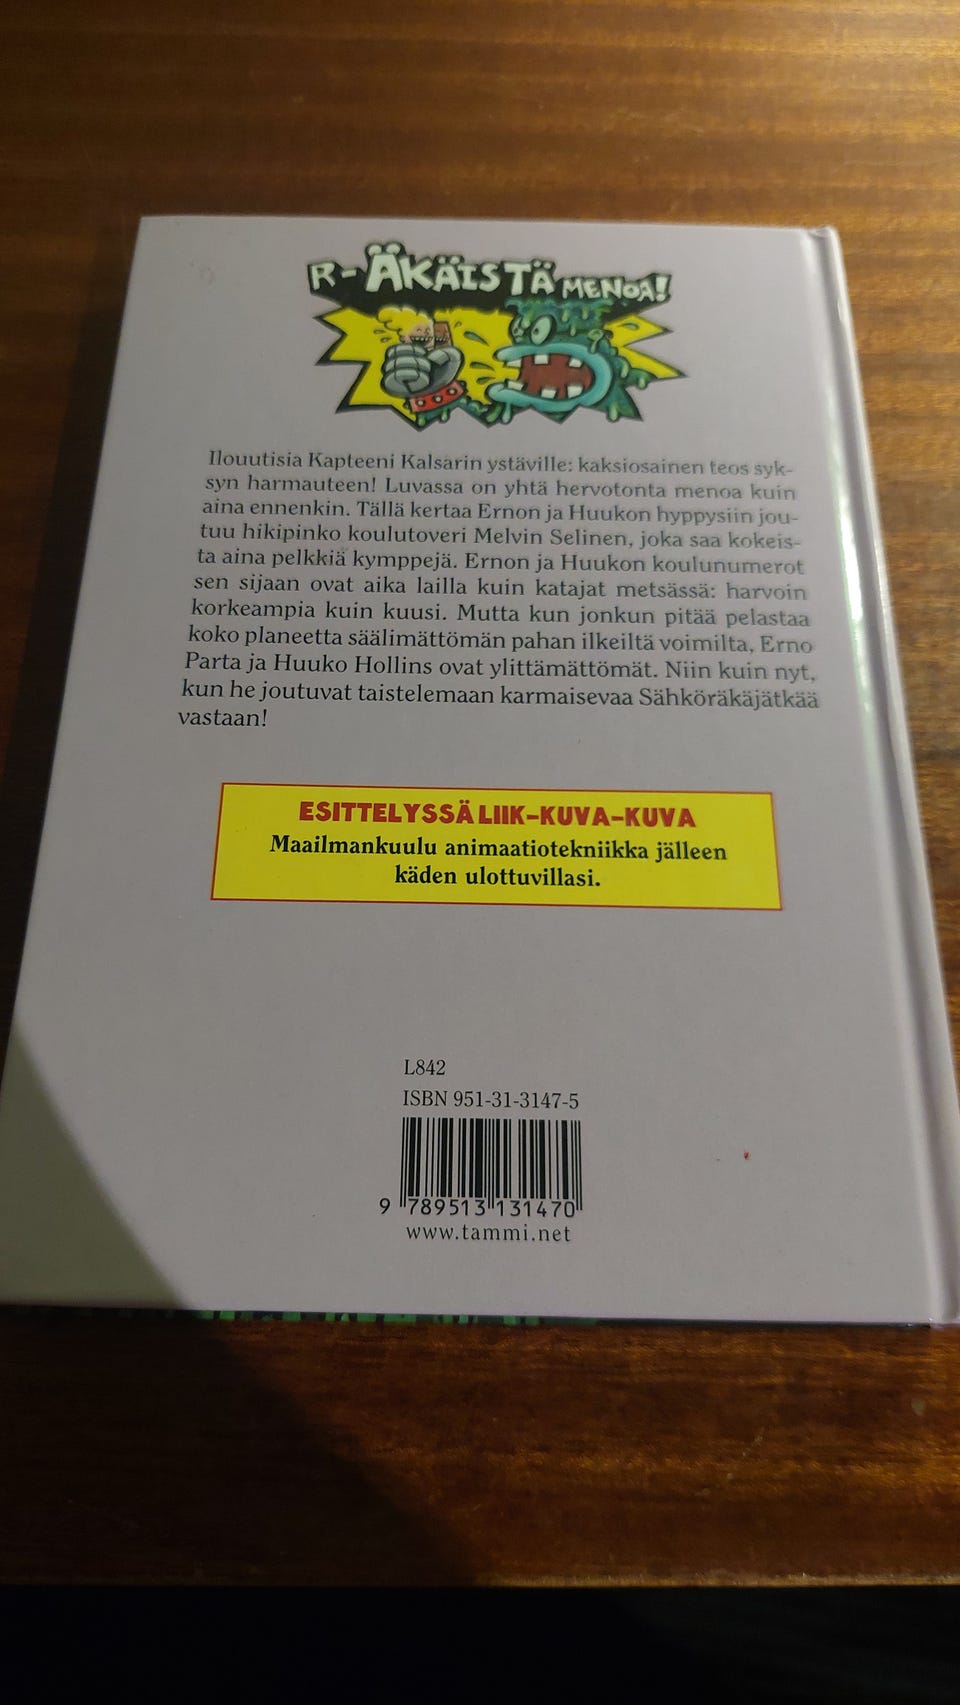 R-ÄKÄISTÄ MENOA!
Ilouutisia Kapteeni Kalsarin ystäville: kaksiosainen teos syk-
syn harmauteen! Luvassa on yhtä hervotonta menoa kuin
aina ennenkin. Tällä kertaa Ernon ja Huukon hyppysiin jou-
tuu hikipinko koulutoveri Melvin Selinen, joka saa kokeis-
ta aina pelkkiä kymppejä. Ernon ja Huukon koulunumerot
sen sijaan ovat aika lailla kuin katajat metsässä: harvoin
korkeampia kuin kuusi. Mutta kun jonkun pitää pelastaa
koko planeetta säälimättömän pahan ilkeiltä voimilta, Erno
Parta ja Huuko Hollins ovat ylittämättömät. Niin kuin nyt,
kun he joutuvat taistelemaan karmaisevaa Sähköräkäjätkää
vastaan!
ESITTELYSSÄ LIIK-KUVA-KUVA
Maailmankuulu animaatiotekniikka jälleen
käden ulottuvillasi.
L842
ISBN 951-31-3147-5
9 789513 131470
www.tammi.net